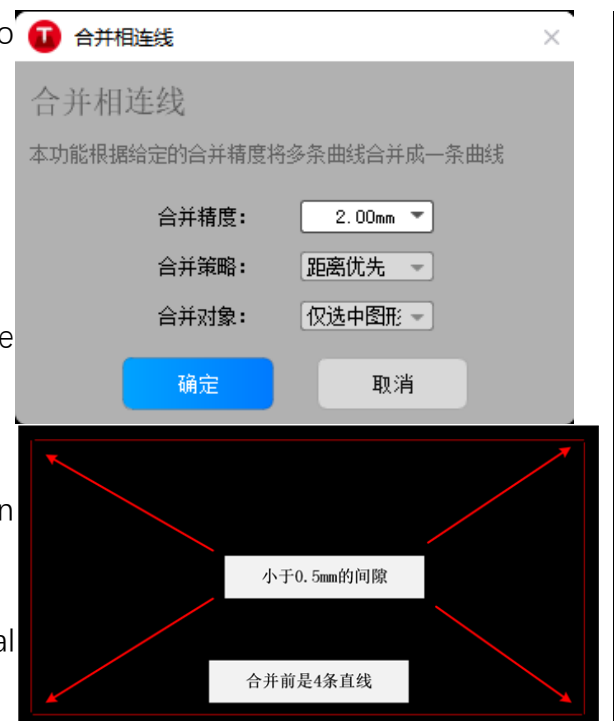 o
T 合并相连线 ×
合并相连线
本功能根据给定的合并精度将多条曲线合并成一条曲线
合并精度： 2.00mm
合并策略： 距离优先
合并对象： 仅选中图形
e
确定 取消
n
小于0.5mm的间隙
al
合并前是4条直线